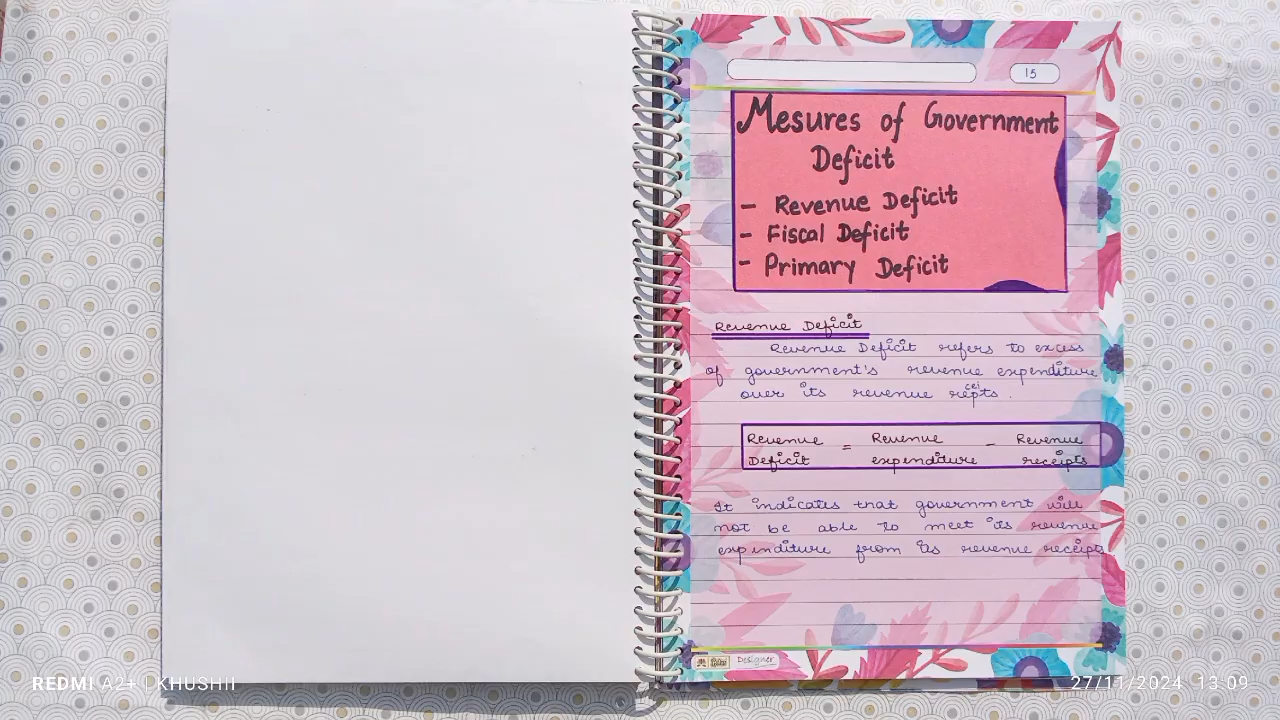 15
Mesures of Government
Deficit
- Revenue Deficit
- Fiscal Deficit
- Primary Deficit
Revenue Deficit
Revenue Deficit refers to excess
of government's revenue expenditure
over its revenue receipts.
Revenue = Revenue - Revenue
Deficit expenditure receipts
It indicates that government will
not be able to meet its revenue
expenditure from its revenue receipts
Designer
REDMI A2+ | KHUSHII
27/11/2024 13:09